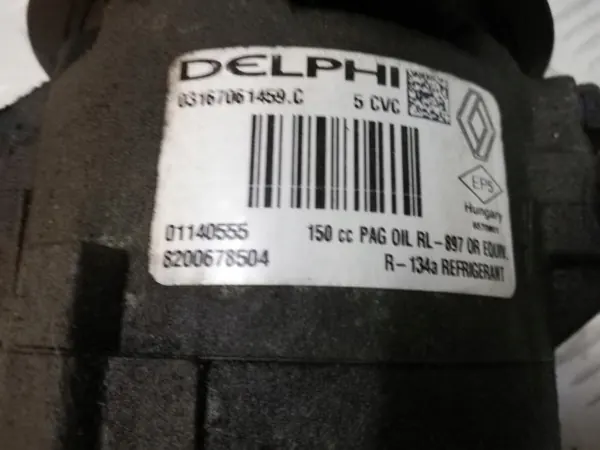 DELPHI
03167061459.C 5 CVC
EPS
Hungary
01140555 150 cc PAG OIL RL-897 OR EQUIV.
8200678504 R-134a REFRIGERANT